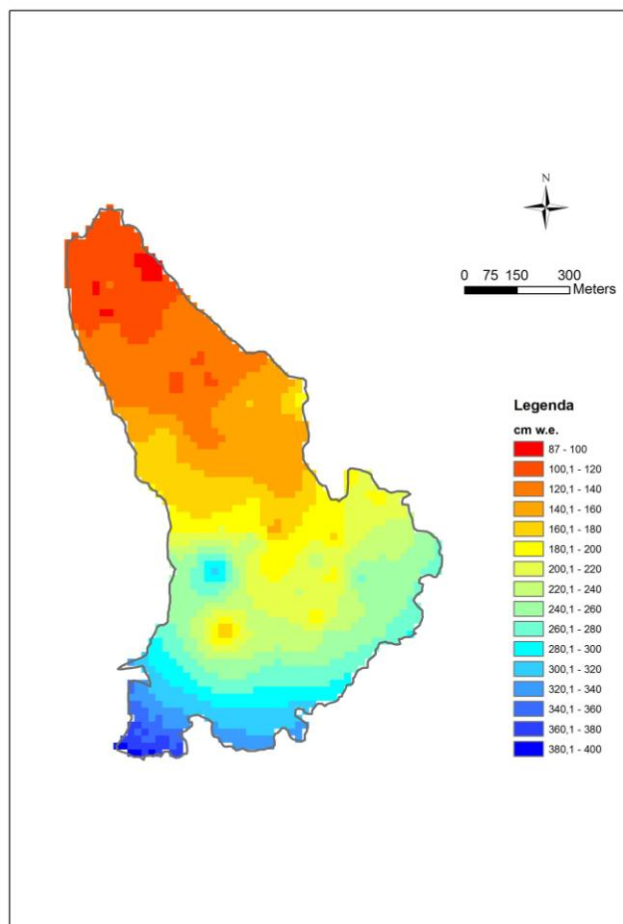 N
0 75 150 300
Meters
Legenda
cm w.e.
87 - 100
100,1 - 120
120,1 - 140
140,1 - 160
160,1 - 180
180,1 - 200
200,1 - 220
220,1 - 240
240,1 - 260
260,1 - 280
280,1 - 300
300,1 - 320
320,1 - 340
340,1 - 360
360,1 - 380
380,1 - 400